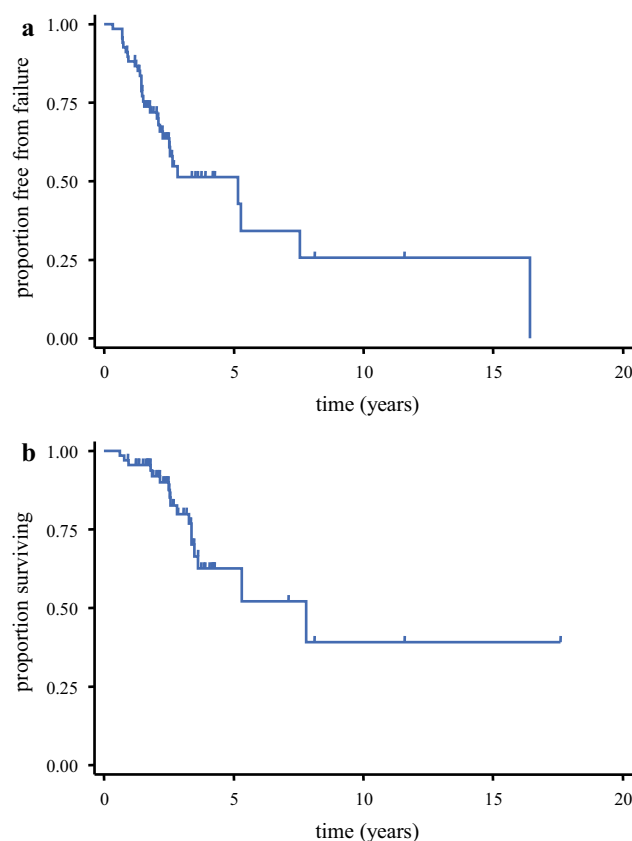 a
1.00
0.75
0.50
0.25
0.00
proportion free from failure
0 5 10 15 20
time (years)
b
1.00
0.75
0.50
0.25
0.00
proportion surviving
0 5 10 15 20
time (years)